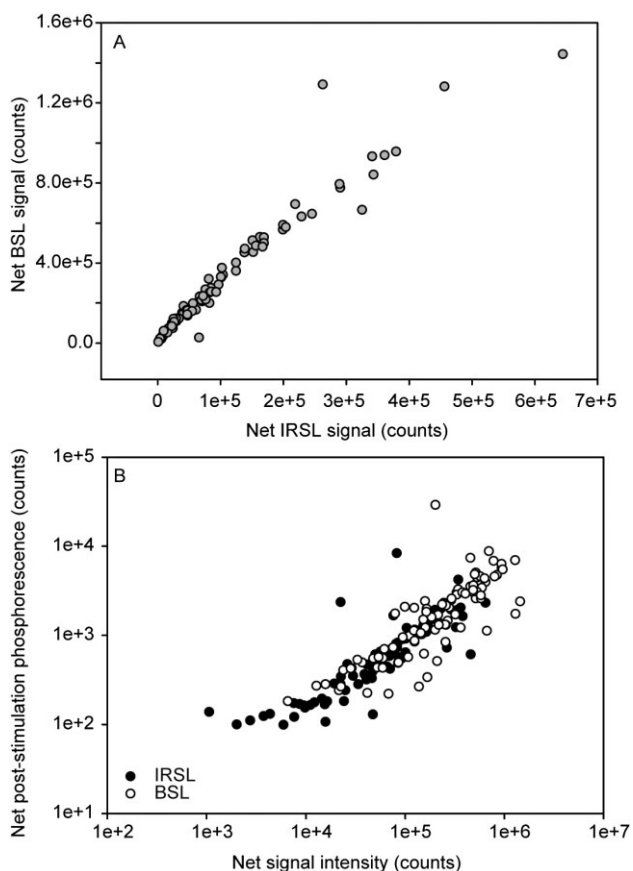 A
Net BSL signal (counts)
1.6e+6
1.2e+6
8.0e+5
4.0e+5
0.0
0 1e+5 2e+5 3e+5 4e+5 5e+5 6e+5 7e+5
Net IRSL signal (counts)
B
Net post-stimulation phosphorescence (counts)
1e+5
1e+4
1e+3
1e+2
1e+1
IRSL
BSL
1e+2 1e+3 1e+4 1e+5 1e+6 1e+7
Net signal intensity (counts)